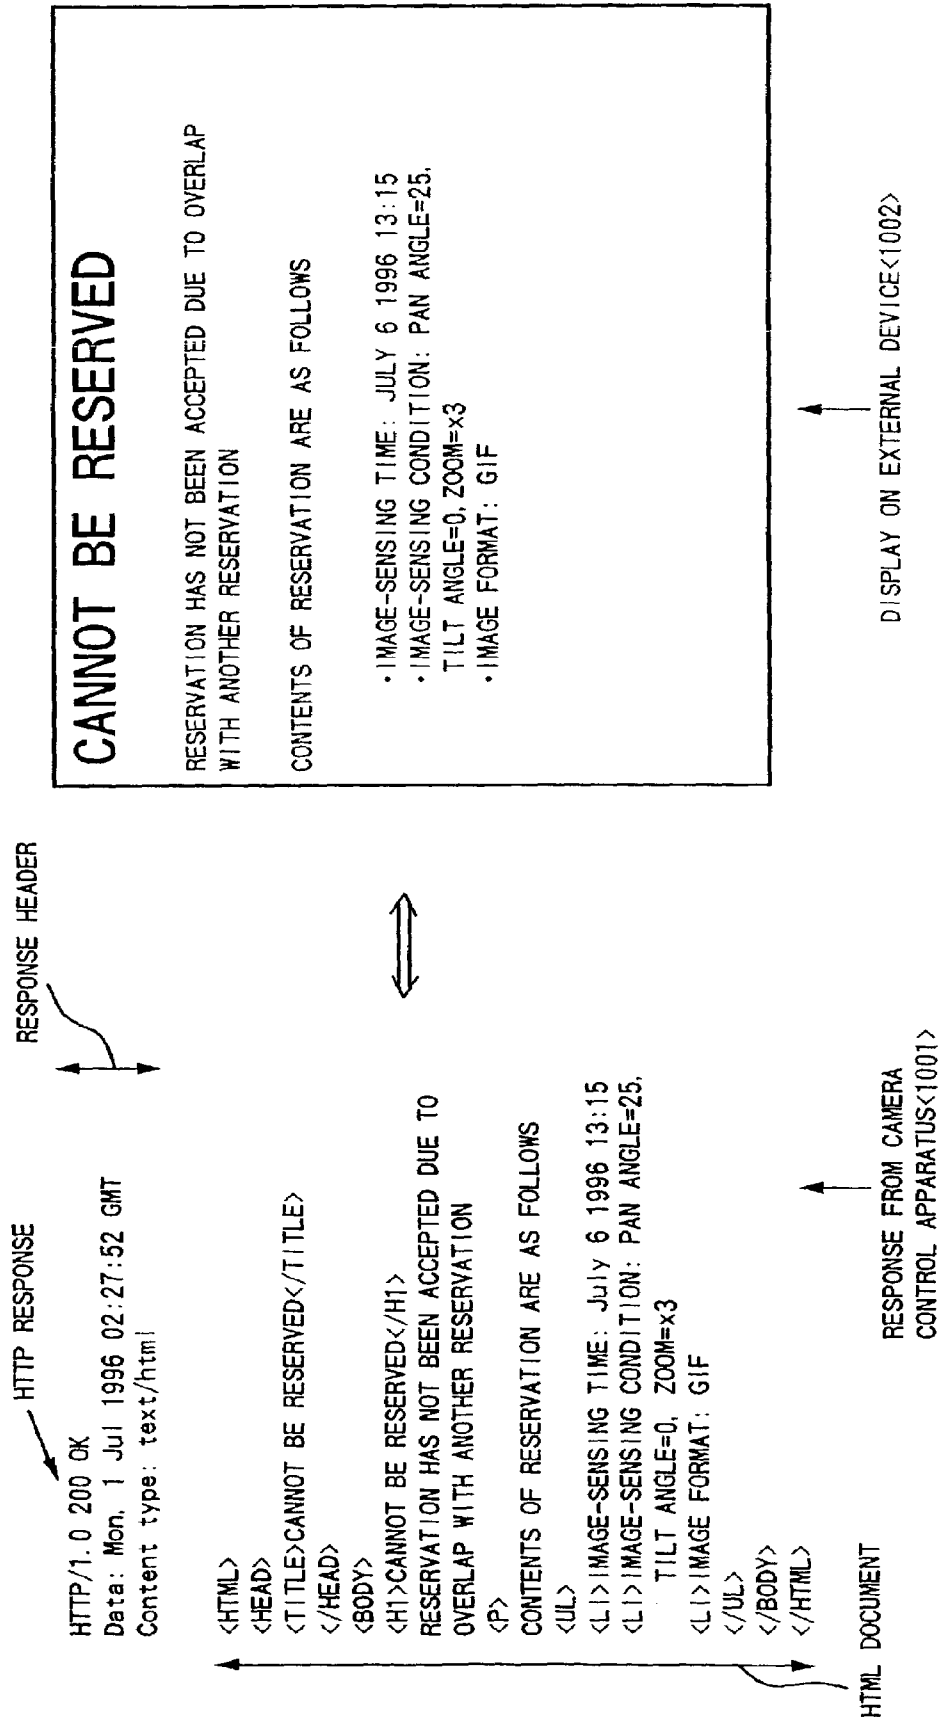 HTTP RESPONSE
RESPONSE HEADER
HTTP/1.0 200 OK
Data: Mon, 1 Jul 1996 02:27:52 GMT
Content type: text/html
<HTML>
<HEAD>
<TITLE>CANNOT BE RESERVED</TITLE>
</HEAD>
<BODY>
<H1>CANNOT BE RESERVED</H1>
RESERVATION HAS NOT BEEN ACCEPTED DUE TO
OVERLAP WITH ANOTHER RESERVATION
<P>
CONTENTS OF RESERVATION ARE AS FOLLOWS
<UL>
<LI>IMAGE-SENSING TIME: July 6 1996 13:15
<LI>IMAGE-SENSING CONDITION: PAN ANGLE=25,
TILT ANGLE=0, ZOOM=x3
<LI>IMAGE FORMAT: GIF
</UL>
</BODY>
</HTML>
HTML DOCUMENT
RESPONSE FROM CAMERA
CONTROL APPARATUS<1001>
CANNOT BE RESERVED
RESERVATION HAS NOT BEEN ACCEPTED DUE TO OVERLAP
WITH ANOTHER RESERVATION
CONTENTS OF RESERVATION ARE AS FOLLOWS
・IMAGE-SENSING TIME: JULY 6 1996 13:15
・IMAGE-SENSING CONDITION: PAN ANGLE=25,
TILT ANGLE=0, ZOOM=x3
・IMAGE FORMAT: GIF
DISPLAY ON EXTERNAL DEVICE<1002>